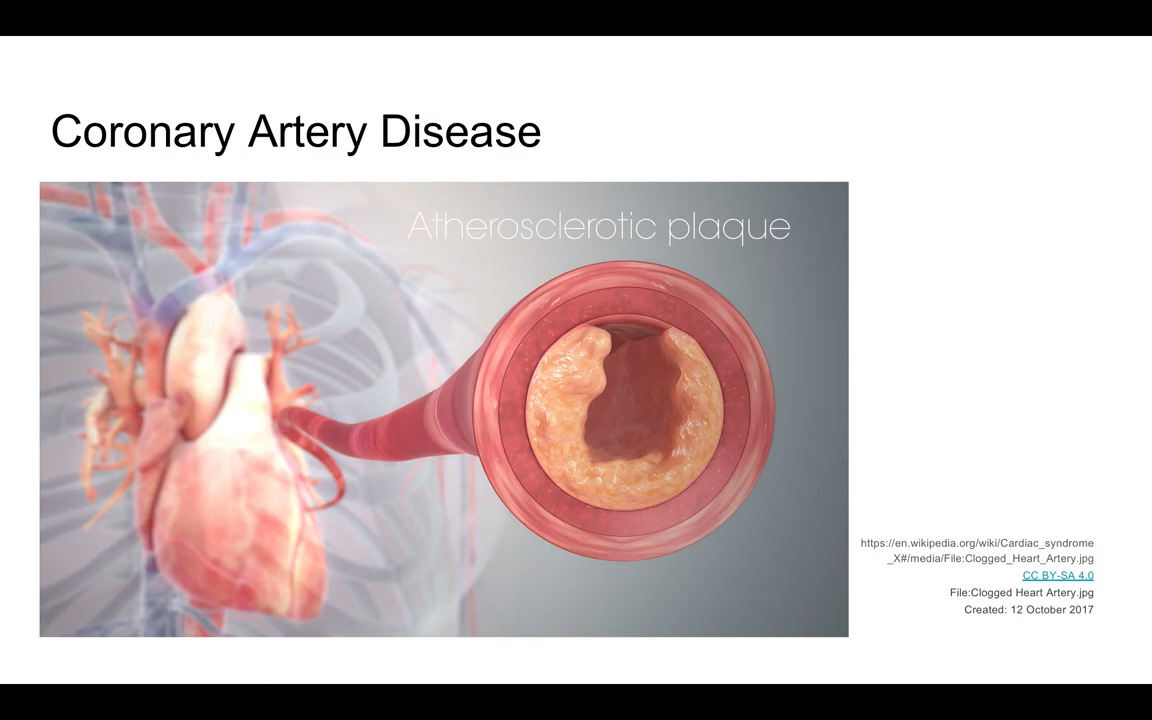 Coronary Artery Disease
Atherosclerotic plaque
https://en.wikipedia.org/wiki/Cardiac_syndrome
_X#/media/File:Clogged_Heart_Artery.jpg
CC BY-SA 4.0
File:Clogged Heart Artery.jpg
Created: 12 October 2017